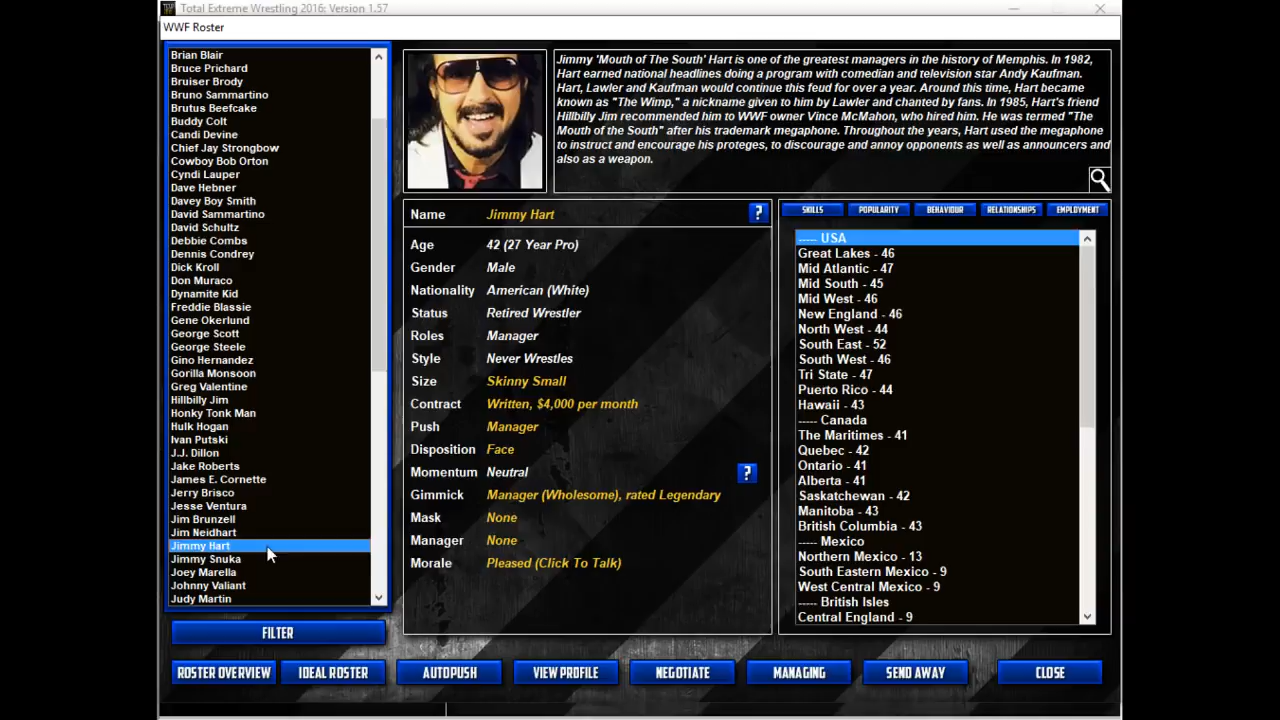 Total Extreme Wrestling 2016: Version 1.57
WWF Roster
Brian Blair
Bruce Prichard
Bruiser Brody
Bruno Sammartino
Brutus Beefcake
Buddy Colt
Candi Devine
Chief Jay Strongbow
Cowboy Bob Orton
Cyndi Lauper
Dave Hebner
Davey Boy Smith
David Sammartino
David Schultz
Debbie Combs
Dennis Condrey
Dick Kroll
Don Muraco
Dynamite Kid
Freddie Blassie
Gene Okerlund
George Scott
George Steele
Gino Hernandez
Gorilla Monsoon
Greg Valentine
Hillbilly Jim
Honky Tonk Man
Hulk Hogan
Ivan Putski
J.J. Dillon
Jake Roberts
James E. Cornette
Jerry Brisco
Jesse Ventura
Jim Brunzell
Jim Neidhart
Jimmy Hart
Jimmy Snuka
Joey Marella
Johnny Valiant
Judy Martin
Jimmy 'Mouth of The South' Hart is one of the greatest managers in the history of Memphis. In 1982,
Hart earned national headlines doing a program with comedian and television star Andy Kaufman.
Hart, Lawler and Kaufman would continue this feud for over a year. Around this time, Hart became
known as "The Wimp," a nickname given to him by Lawler and chanted by fans. In 1985, Hart's friend
Hillbilly Jim recommended him to WWF owner Vince McMahon, who hired him. He was termed "The
Mouth of the South" after his trademark megaphone. Throughout the years, Hart used the megaphone
to instruct and encourage his proteges, to discourage and annoy opponents as well as announcers and
also as a weapon.
Name Jimmy Hart ?
Age 42 (27 Year Pro)
Gender Male
Nationality American (White)
Status Retired Wrestler
Roles Manager
Style Never Wrestles
Size Skinny Small
Contract Written, $4,000 per month
Push Manager
Disposition Face
Momentum Neutral ?
Gimmick Manager (Wholesome), rated Legendary
Mask None
Manager None
Morale Pleased (Click To Talk)
SKILLS POPULARITY BEHAVIOUR RELATIONSHIPS EMPLOYMENT
----- USA
Great Lakes - 46
Mid Atlantic - 47
Mid South - 45
Mid West - 46
New England - 46
North West - 44
South East - 52
South West - 46
Tri State - 47
Puerto Rico - 44
Hawaii - 43
----- Canada
The Maritimes - 41
Quebec - 42
Ontario - 41
Alberta - 41
Saskatchewan - 42
Manitoba - 43
British Columbia - 43
----- Mexico
Northern Mexico - 13
South Eastern Mexico - 9
West Central Mexico - 9
----- British Isles
Central England - 9
FILTER
ROSTER OVERVIEW IDEAL ROSTER AUTOPUSH VIEW PROFILE NEGOTIATE MANAGING SEND AWAY CLOSE